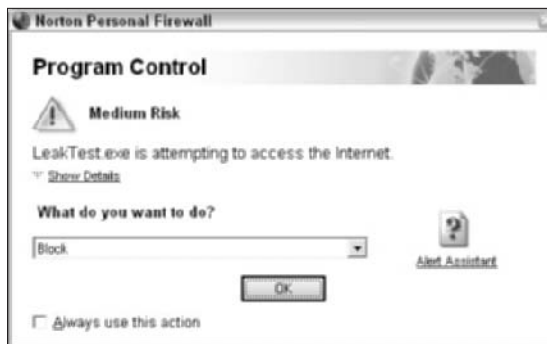 Norton Personal Firewall
Program Control
Medium Risk
LeakTest.exe is attempting to access the Internet.
Show Details
What do you want to do?
Block
Alert Assistant
OK
Always use this action